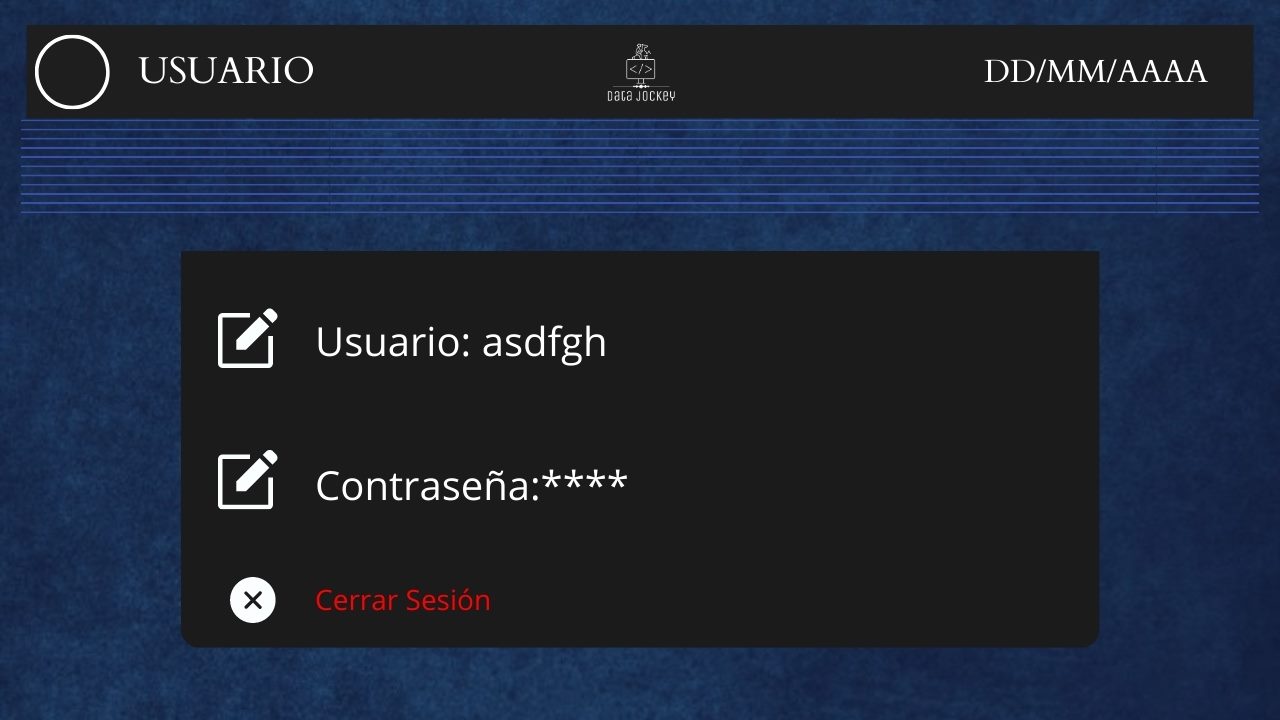 USUARIO
</>
DATA JOCKEY
DD/MM/AAAA
Usuario: asdfgh
Contraseña:****
Cerrar Sesión